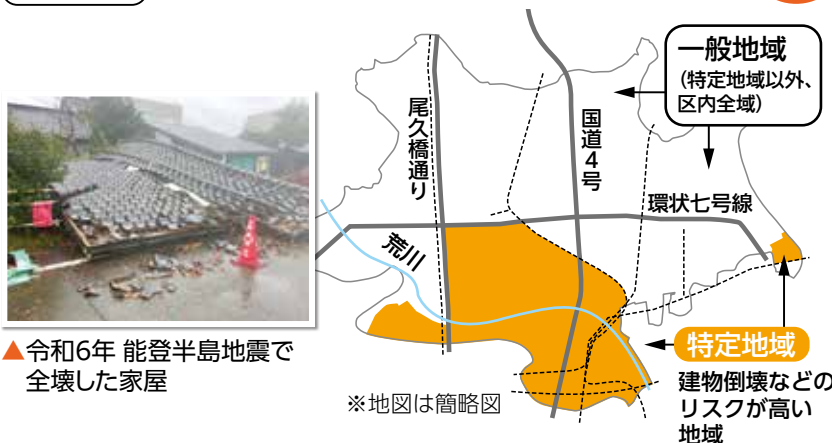 ▲令和6年 能登半島地震で
全壊した家屋
尾久橋通り
国道4号
環状七号線
荒川
一般地域
(特定地域以外、
区内全域)
特定地域
建物倒壊などの
リスクが高い
地域
※地図は簡略図